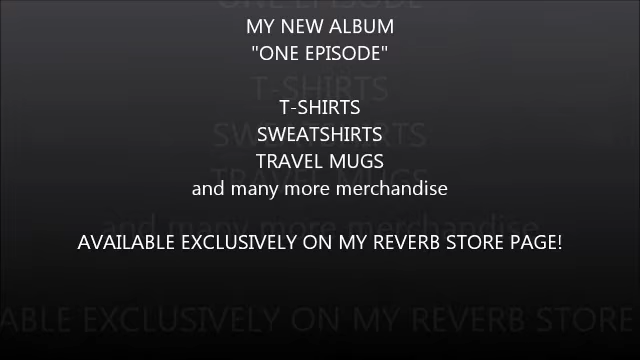 MY NEW ALBUM
"ONE EPISODE"
T-SHIRTS
SWEATSHIRTS
TRAVEL MUGS
and many more merchandise
AVAILABLE EXCLUSIVELY ON MY REVERB STORE PAGE!